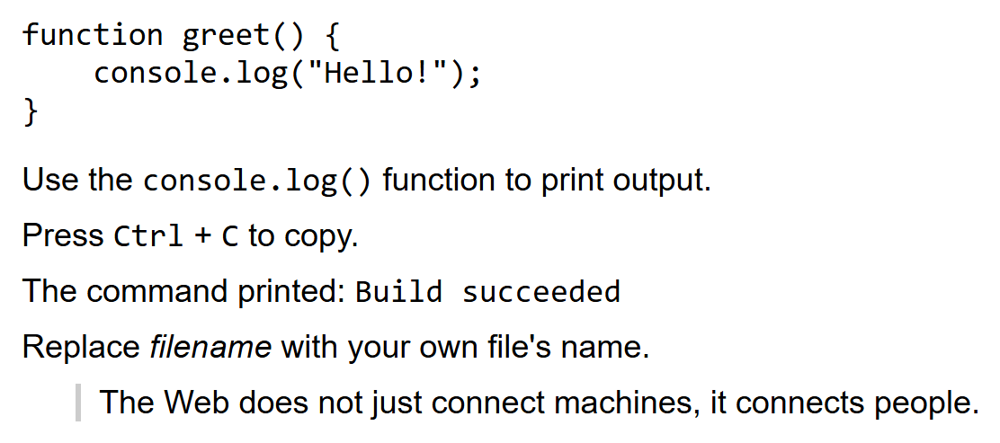 function greet() {
    console.log("Hello!");
}
Use the console.log() function to print output.
Press Ctrl + C to copy.
The command printed: Build succeeded
Replace filename with your own file's name.
The Web does not just connect machines, it connects people.